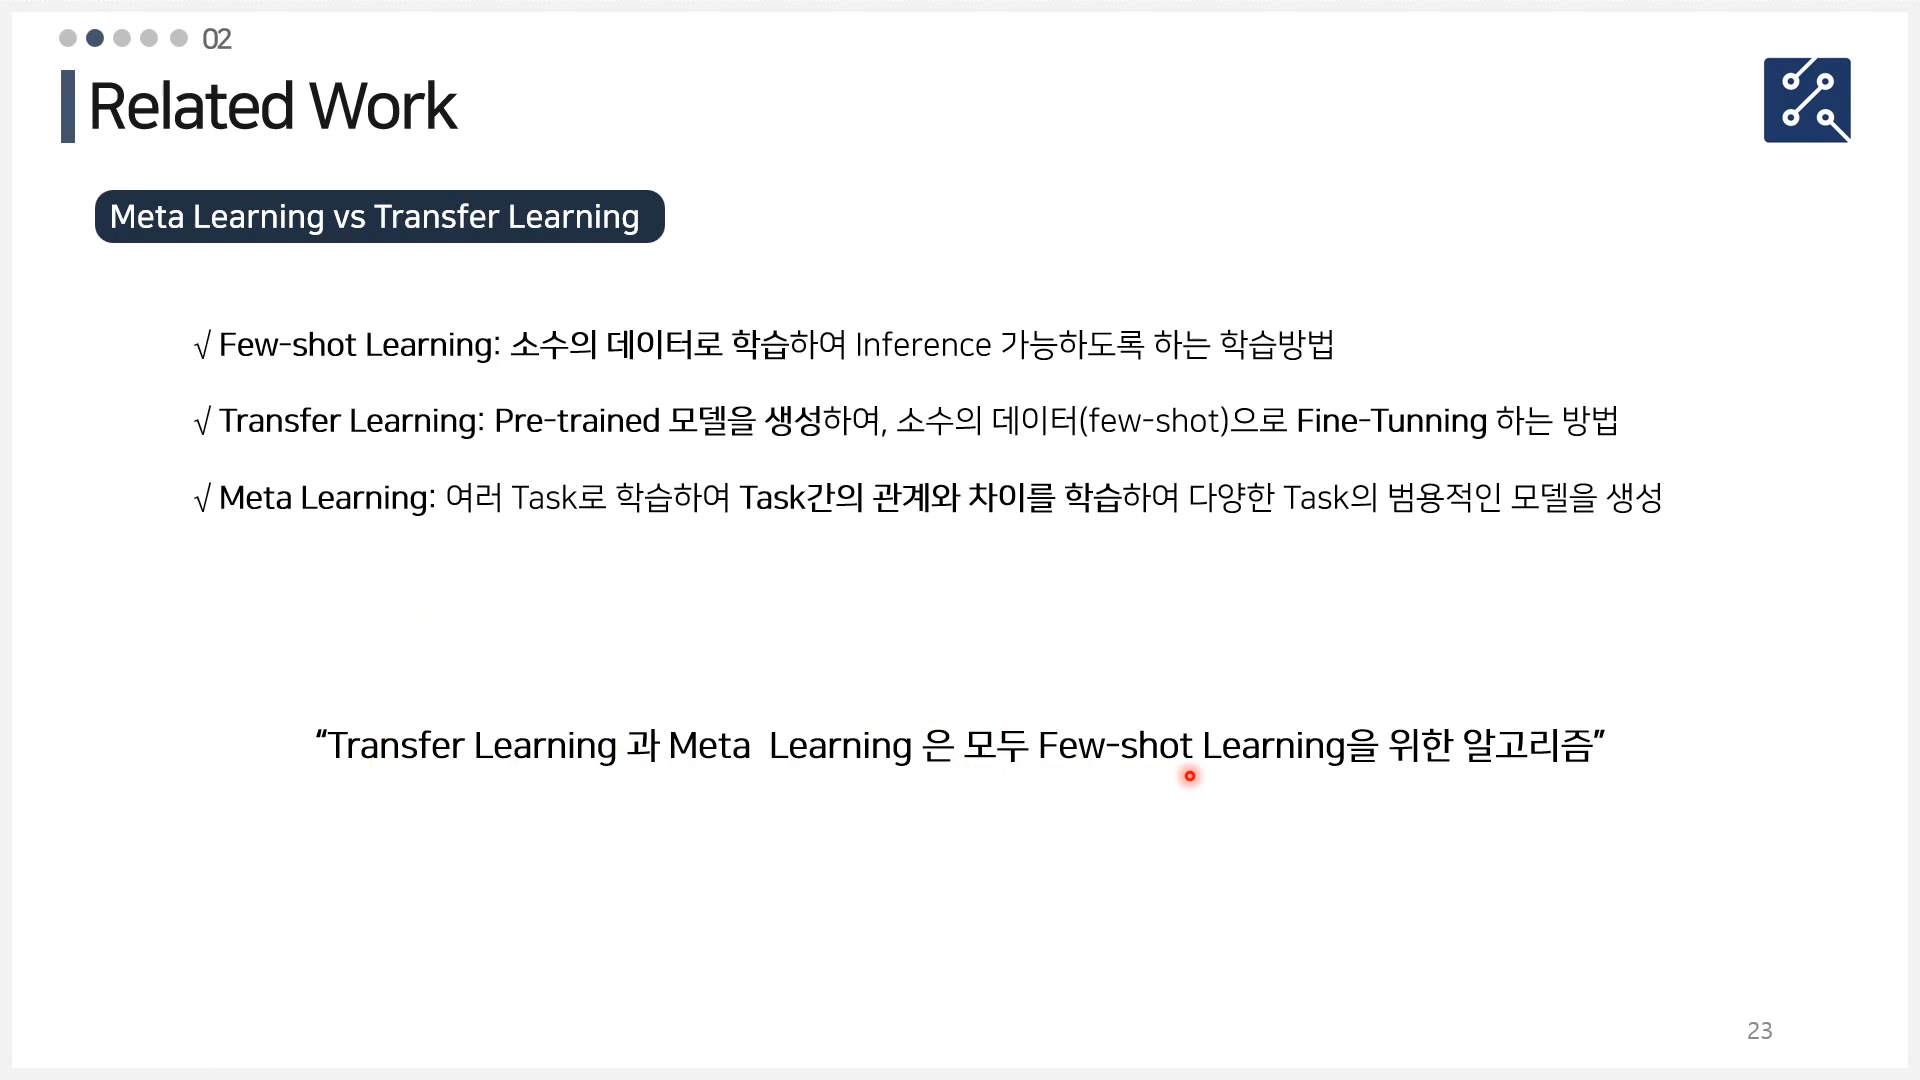 02
Related Work
Meta Learning vs Transfer Learning
√ Few-shot Learning: 소수의 데이터로 학습하여 Inference 가능하도록 하는 학습방법
√ Transfer Learning: Pre-trained 모델을 생성하여, 소수의 데이터(few-shot)으로 Fine-Tunning 하는 방법
√ Meta Learning: 여러 Task로 학습하여 Task간의 관계와 차이를 학습하여 다양한 Task의 범용적인 모델을 생성
“Transfer Learning 과 Meta  Learning 은 모두 Few-shot Learning을 위한 알고리즘”
23